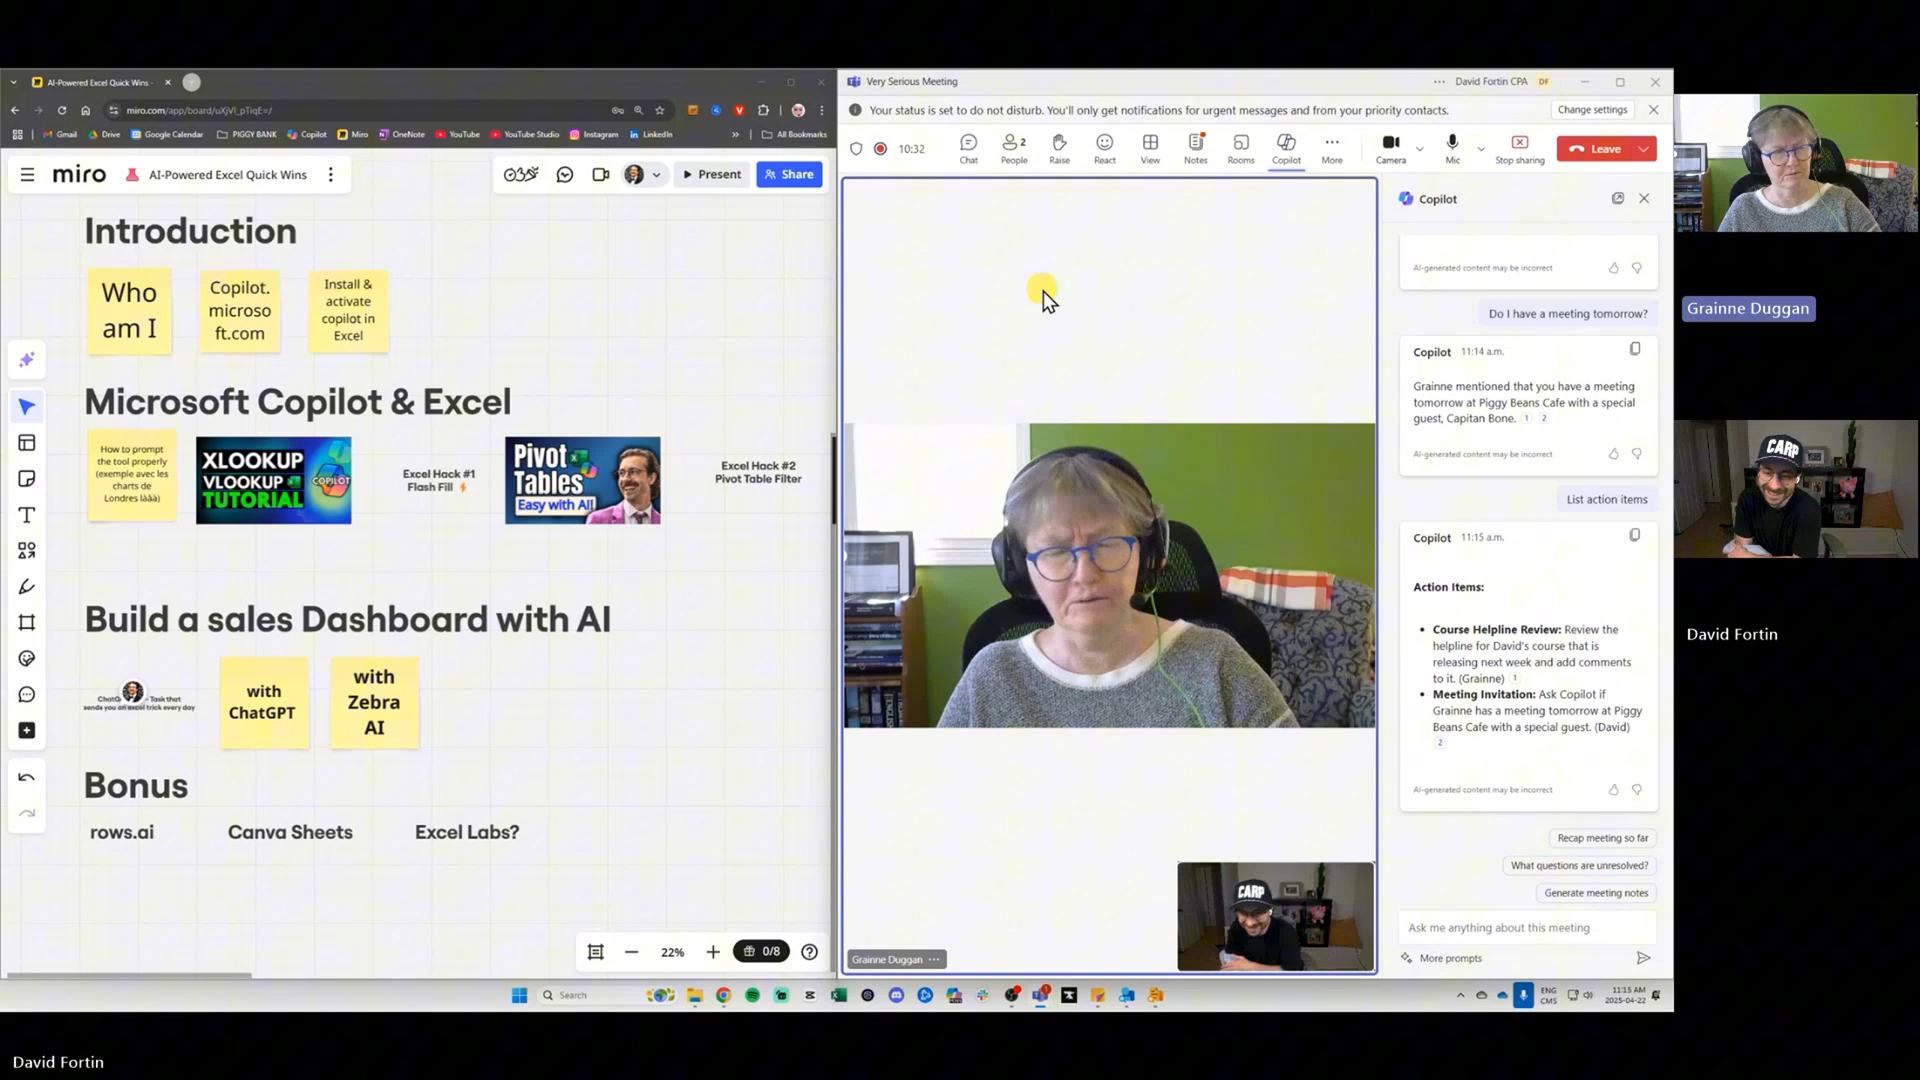 AI-Powered Excel Quick Wins
miro.com/app/board/uXjVI_pTiqE=/
Gmail
Drive
Google Calendar
PIGGY BANK
Copilot
Miro
OneNote
YouTube
YouTube Studio
Instagram
LinkedIn
»
All Bookmarks
miro
AI-Powered Excel Quick Wins
Present
Share
Introduction
Who
am I
Copilot.
microso
ft.com
Install &
activate
copilot in
Excel
Microsoft Copilot & Excel
How to prompt
the tool properly
(exemple avec les
charts de
Londres lààà)
XLOOKUP
VLOOKUP
TUTORIAL
COPILOT
Excel Hack #1
Flash Fill ⚡
Pivot
Tables
Easy with AI!
Excel Hack #2
Pivot Table Filter
Build a sales Dashboard with AI
Task that
sends you an excel trick every day
with
ChatGPT
with
Zebra
AI
Bonus
rows.ai
Canva Sheets
Excel Labs?
22%
0/8
Very Serious Meeting
David Fortin CPA
DF
Your status is set to do not disturb. You'll only get notifications for urgent messages and from your priority contacts.
Change settings
10:32
Chat
2
People
Raise
React
View
Notes
Rooms
Copilot
More
Camera
Mic
Stop sharing
Leave
Copilot
AI-generated content may be incorrect
Do I have a meeting tomorrow?
Copilot 11:14 a.m.
Grainne mentioned that you have a meeting
tomorrow at Piggy Beans Cafe with a special
guest, Capitan Bone. 1 2
AI-generated content may be incorrect
List action items
Copilot 11:15 a.m.
Action Items:
• Course Helpline Review: Review the
helpline for David's course that is
releasing next week and add comments
to it. (Grainne) 1
• Meeting Invitation: Ask Copilot if
Grainne has a meeting tomorrow at Piggy
Beans Cafe with a special guest. (David)
2
AI-generated content may be incorrect
Recap meeting so far
What questions are unresolved?
Generate meeting notes
Ask me anything about this meeting
More prompts
CARP
Grainne Duggan
Search
ENG
CMS
11:15 AM
2025-04-22
Grainne Duggan
CARP
David Fortin
David Fortin